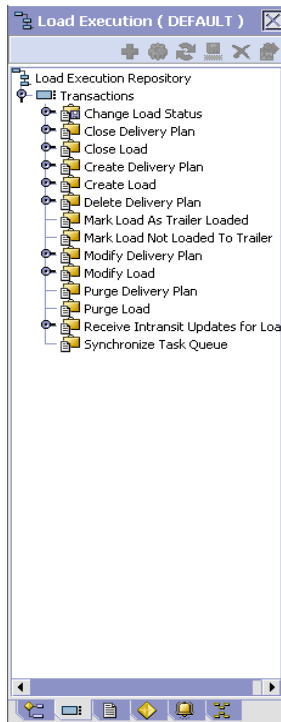 Load Execution ( DEFAULT )
Load Execution Repository
Transactions
Change Load Status
Close Delivery Plan
Close Load
Create Delivery Plan
Create Load
Delete Delivery Plan
Mark Load As Trailer Loaded
Mark Load Not Loaded To Trailer
Modify Delivery Plan
Modify Load
Purge Delivery Plan
Purge Load
Receive Intransit Updates for Loa
Synchronize Task Queue